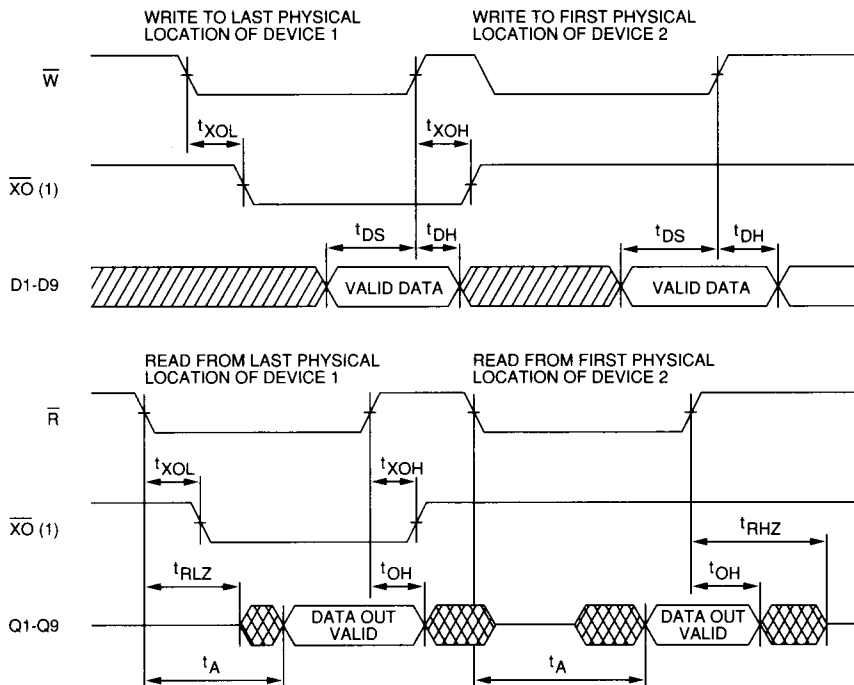 WRITE TO LAST PHYSICAL
LOCATION OF DEVICE 1
WRITE TO FIRST PHYSICAL
LOCATION OF DEVICE 2
W̅
tXOL
tXOH
X̅O̅ (1)
tDS
tDH
tDS
tDH
D1-D9
VALID DATA
VALID DATA
READ FROM LAST PHYSICAL
LOCATION OF DEVICE 1
READ FROM FIRST PHYSICAL
LOCATION OF DEVICE 2
R̅
tXOL
tXOH
X̅O̅ (1)
tRHZ
tRLZ
tOH
tOH
Q1-Q9
DATA OUT
VALID
DATA OUT
VALID
tA
tA